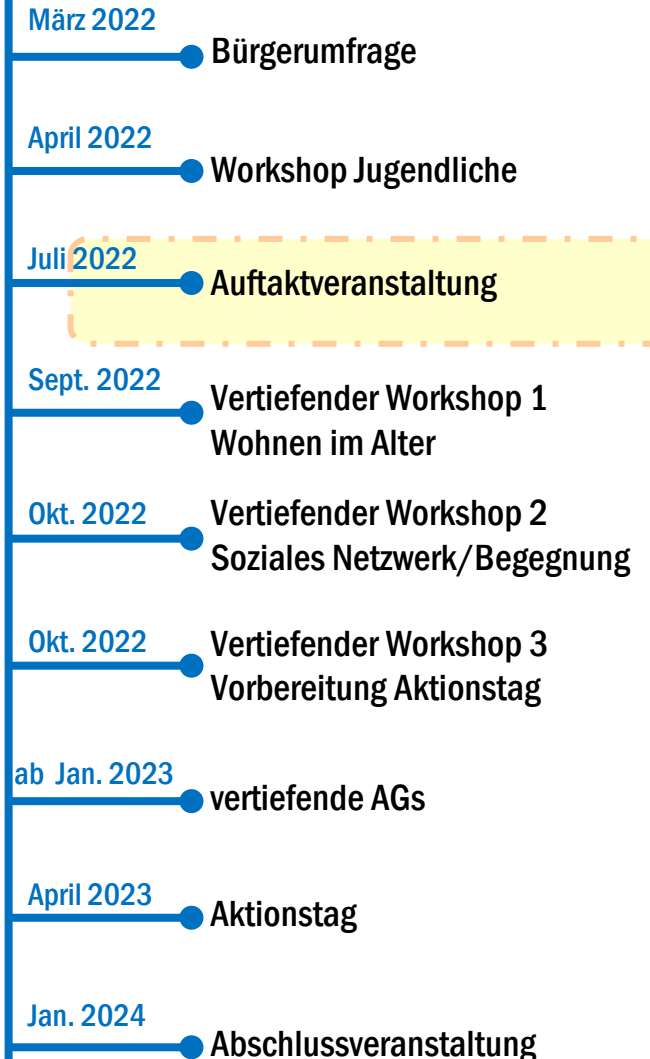 März 2022
Bürgerumfrage
April 2022
Workshop Jugendliche
Juli 2022
Auftaktveranstaltung
Sept. 2022
Vertiefender Workshop 1
Wohnen im Alter
Okt. 2022
Vertiefender Workshop 2
Soziales Netzwerk/Begegnung
Okt. 2022
Vertiefender Workshop 3
Vorbereitung Aktionstag
ab Jan. 2023
vertiefende AGs
April 2023
Aktionstag
Jan. 2024
Abschlussveranstaltung